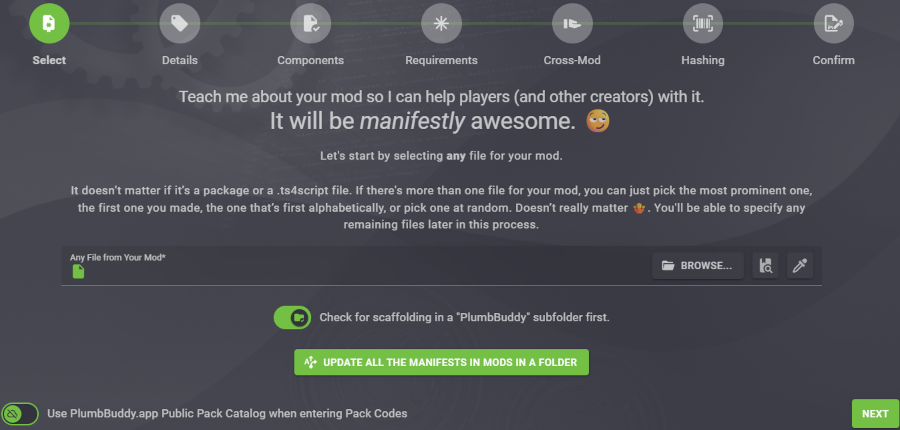 Select
Details
Components
Requirements
Cross-Mod
Hashing
Confirm
Teach me about your mod so I can help players (and other creators) with it.
It will be manifestly awesome.
Let's start by selecting any file for your mod.
It doesn't matter if it's a package or a .ts4script file. If there's more than one file for your mod, you can just pick the most prominent one,
the first one you made, the one that's first alphabetically, or pick one at random. Doesn't really matter 🤷. You'll be able to specify any
remaining files later in this process.
Any File from Your Mod*
BROWSE...
Check for scaffolding in a "PlumbBuddy" subfolder first.
UPDATE ALL THE MANIFESTS IN MODS IN A FOLDER
Use PlumbBuddy.app Public Pack Catalog when entering Pack Codes
NEXT